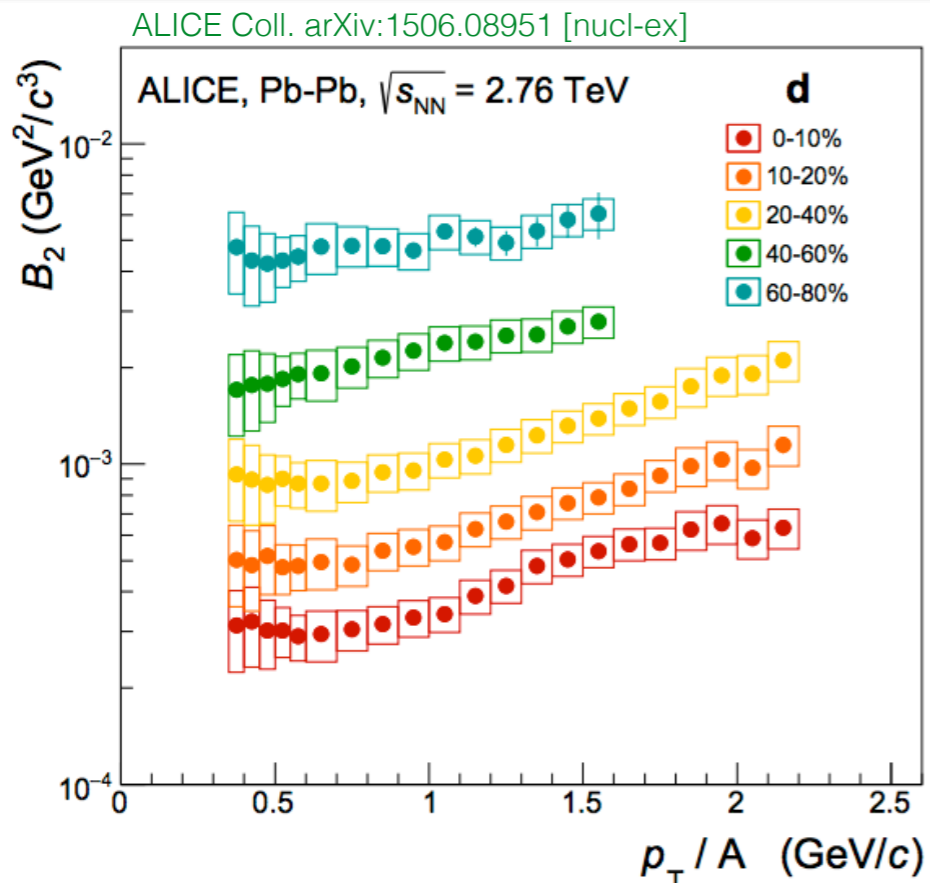 ALICE Coll. arXiv:1506.08951 [nucl-ex]
ALICE, Pb-Pb, √s_NN = 2.76 TeV
d
0-10%
10-20%
20-40%
40-60%
60-80%
B₂ (GeV²/c³)
10⁻²
10⁻³
10⁻⁴
0 0.5 1 1.5 2 2.5
p_T / A (GeV/c)